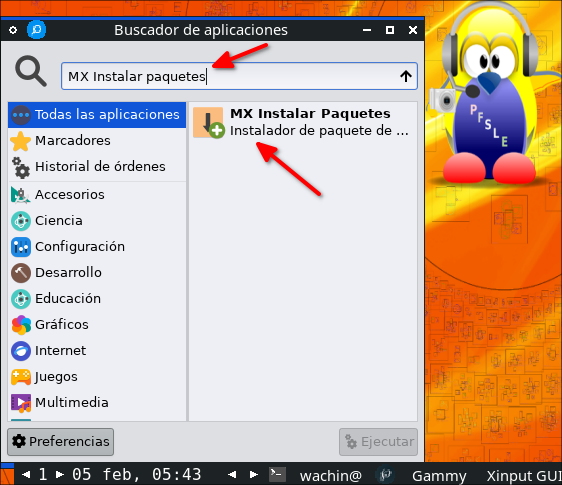 Buscador de aplicaciones
MX Instalar paquetes
Todas las aplicaciones
Marcadores
Historial de órdenes
Accesorios
Ciencia
Configuración
Desarrollo
Educación
Gráficos
Internet
Juegos
Multimedia
MX Instalar Paquetes
Instalador de paquete de ...
PFSLE
Preferencias
Ejecutar
1 05 feb, 05:43 wachin@ Gammy Xinput GUI